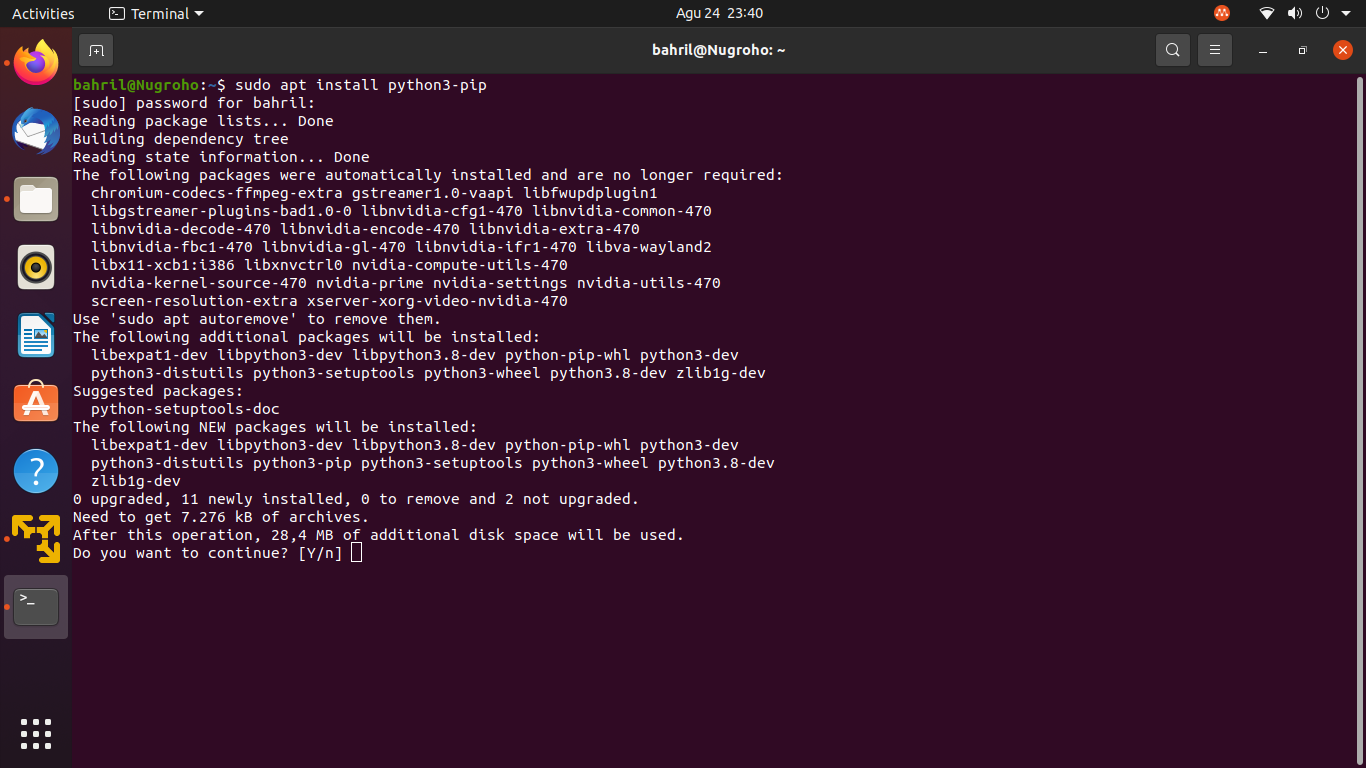 Activities Terminal Agu 24 23:40
bahril@Nugroho: ~
bahril@Nugroho:~$ sudo apt install python3-pip
[sudo] password for bahril:
Reading package lists... Done
Building dependency tree
Reading state information... Done
The following packages were automatically installed and are no longer required:
chromium-codecs-ffmpeg-extra gstreamer1.0-vaapi libfwupdplugin1
libgstreamer-plugins-bad1.0-0 libnvidia-cfg1-470 libnvidia-common-470
libnvidia-decode-470 libnvidia-encode-470 libnvidia-extra-470
libnvidia-fbc1-470 libnvidia-gl-470 libnvidia-ifr1-470 libva-wayland2
libx11-xcb1:i386 libxnvctrl0 nvidia-compute-utils-470
nvidia-kernel-source-470 nvidia-prime nvidia-settings nvidia-utils-470
screen-resolution-extra xserver-xorg-video-nvidia-470
Use 'sudo apt autoremove' to remove them.
The following additional packages will be installed:
libexpat1-dev libpython3-dev libpython3.8-dev python-pip-whl python3-dev
python3-distutils python3-setuptools python3-wheel python3.8-dev zlib1g-dev
Suggested packages:
python-setuptools-doc
The following NEW packages will be installed:
libexpat1-dev libpython3-dev libpython3.8-dev python-pip-whl python3-dev
python3-distutils python3-pip python3-setuptools python3-wheel python3.8-dev
zlib1g-dev
0 upgraded, 11 newly installed, 0 to remove and 2 not upgraded.
Need to get 7.276 kB of archives.
After this operation, 28,4 MB of additional disk space will be used.
Do you want to continue? [Y/n]